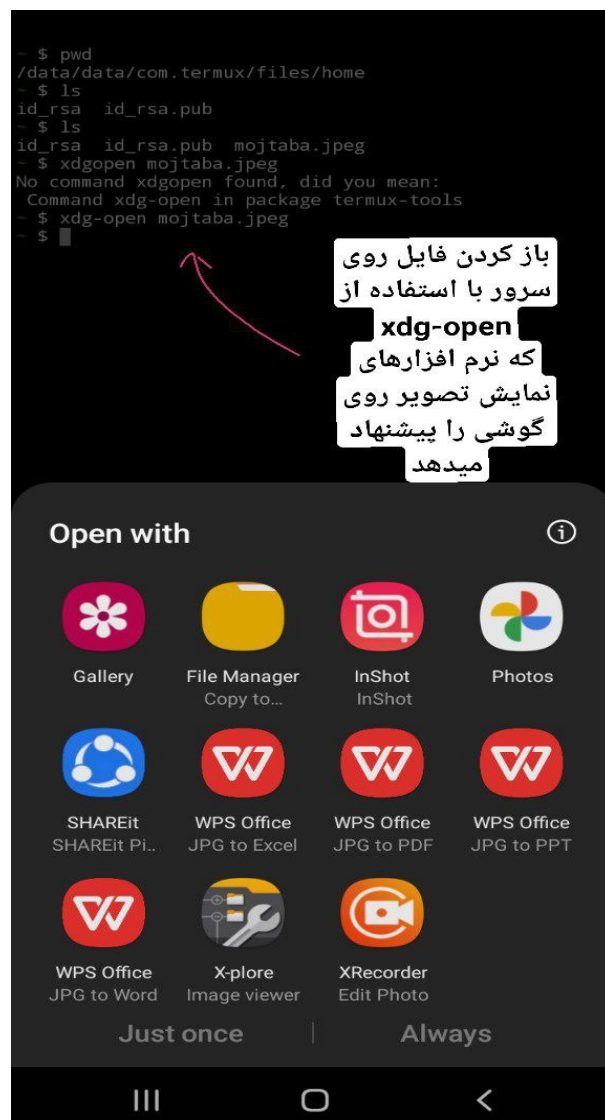 ~ $ pwd
/data/data/com.termux/files/home
~ $ ls
id_rsa  id_rsa.pub
~ $ ls
id_rsa  id_rsa.pub  mojtaba.jpeg
~ $ xdgopen mojtaba.jpeg
No command xdgopen found, did you mean:
 Command xdg-open in package termux-tools
~ $ xdg-open mojtaba.jpeg
~ $
باز کردن فایل روی
سرور با استفاده از
xdg-open
که نرم افزارهای
نمایش تصویر روی
گوشی را پیشنهاد
میدهد
Open with
Gallery
File Manager
Copy to...
InShot
InShot
Photos
SHAREit
SHAREit Pi..
WPS Office
JPG to Excel
WPS Office
JPG to PDF
WPS Office
JPG to PPT
WPS Office
JPG to Word
X-plore
Image viewer
XRecorder
Edit Photo
Just once
Always